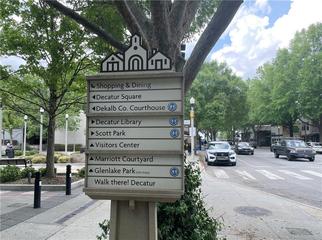 Shopping & Dining
Decatur Square
Dekalb Co. Courthouse
Decatur Library
Scott Park
Visitors Center
Marriott Courtyard
Glenlake Park
Walk there! Decatur